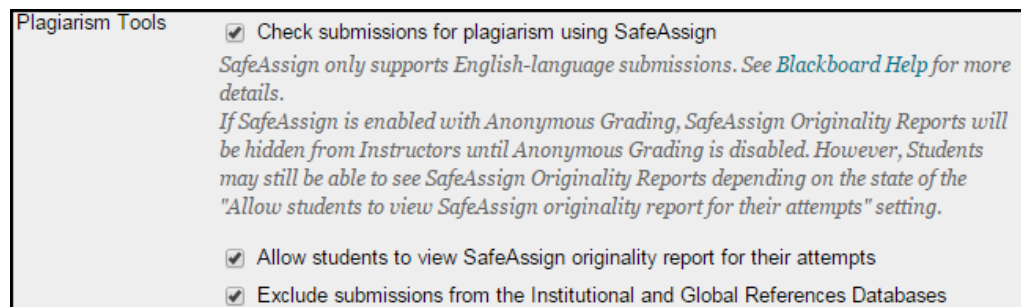 Plagiarism Tools
Check submissions for plagiarism using SafeAssign
SafeAssign only supports English-language submissions. See Blackboard Help for more
details.
If SafeAssign is enabled with Anonymous Grading, SafeAssign Originality Reports will
be hidden from Instructors until Anonymous Grading is disabled. However, Students
may still be able to see SafeAssign Originality Reports depending on the state of the
"Allow students to view SafeAssign originality report for their attempts" setting.
Allow students to view SafeAssign originality report for their attempts
Exclude submissions from the Institutional and Global References Databases